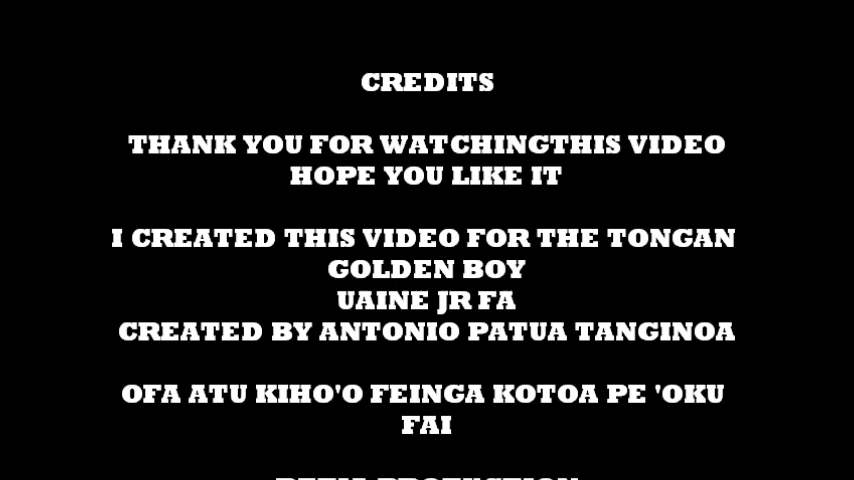 CREDITS
THANK YOU FOR WATCHINGTHIS VIDEO
HOPE YOU LIKE IT
I CREATED THIS VIDEO FOR THE TONGAN
GOLDEN BOY
UAINE JR FA
CREATED BY ANTONIO PATUA TANGINOA
OFA ATU KIHO'O FEINGA KOTOA PE 'OKU
FAI
PRODUCTION